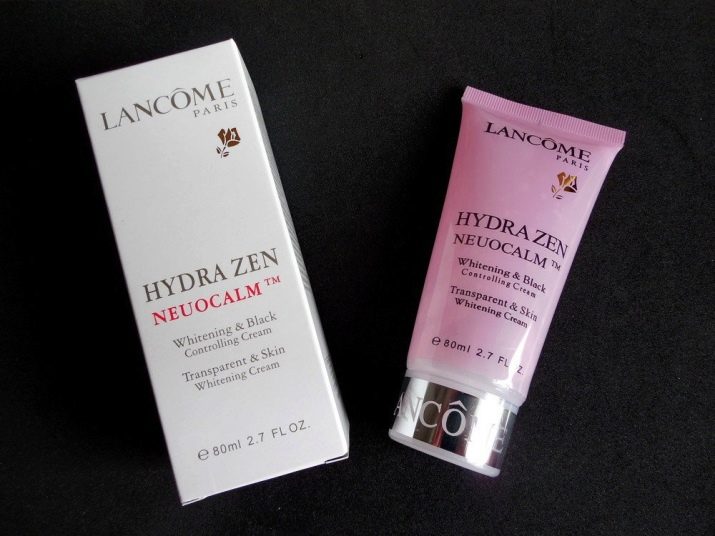 LANCÔME
PARIS
HYDRA ZEN
NEUOCALM™
Whitening & Black
Controlling Cream
Transparent & Skin
Whitening Cream
e 80ml 2.7 FL OZ.
LANCÔME
PARIS
HYDRA ZEN
NEUOCALM™
Whitening & Black
Controlling Cream
Transparent & Skin
Whitening Cream
e 80ml 2.7 FL OZ.
LANCÔME